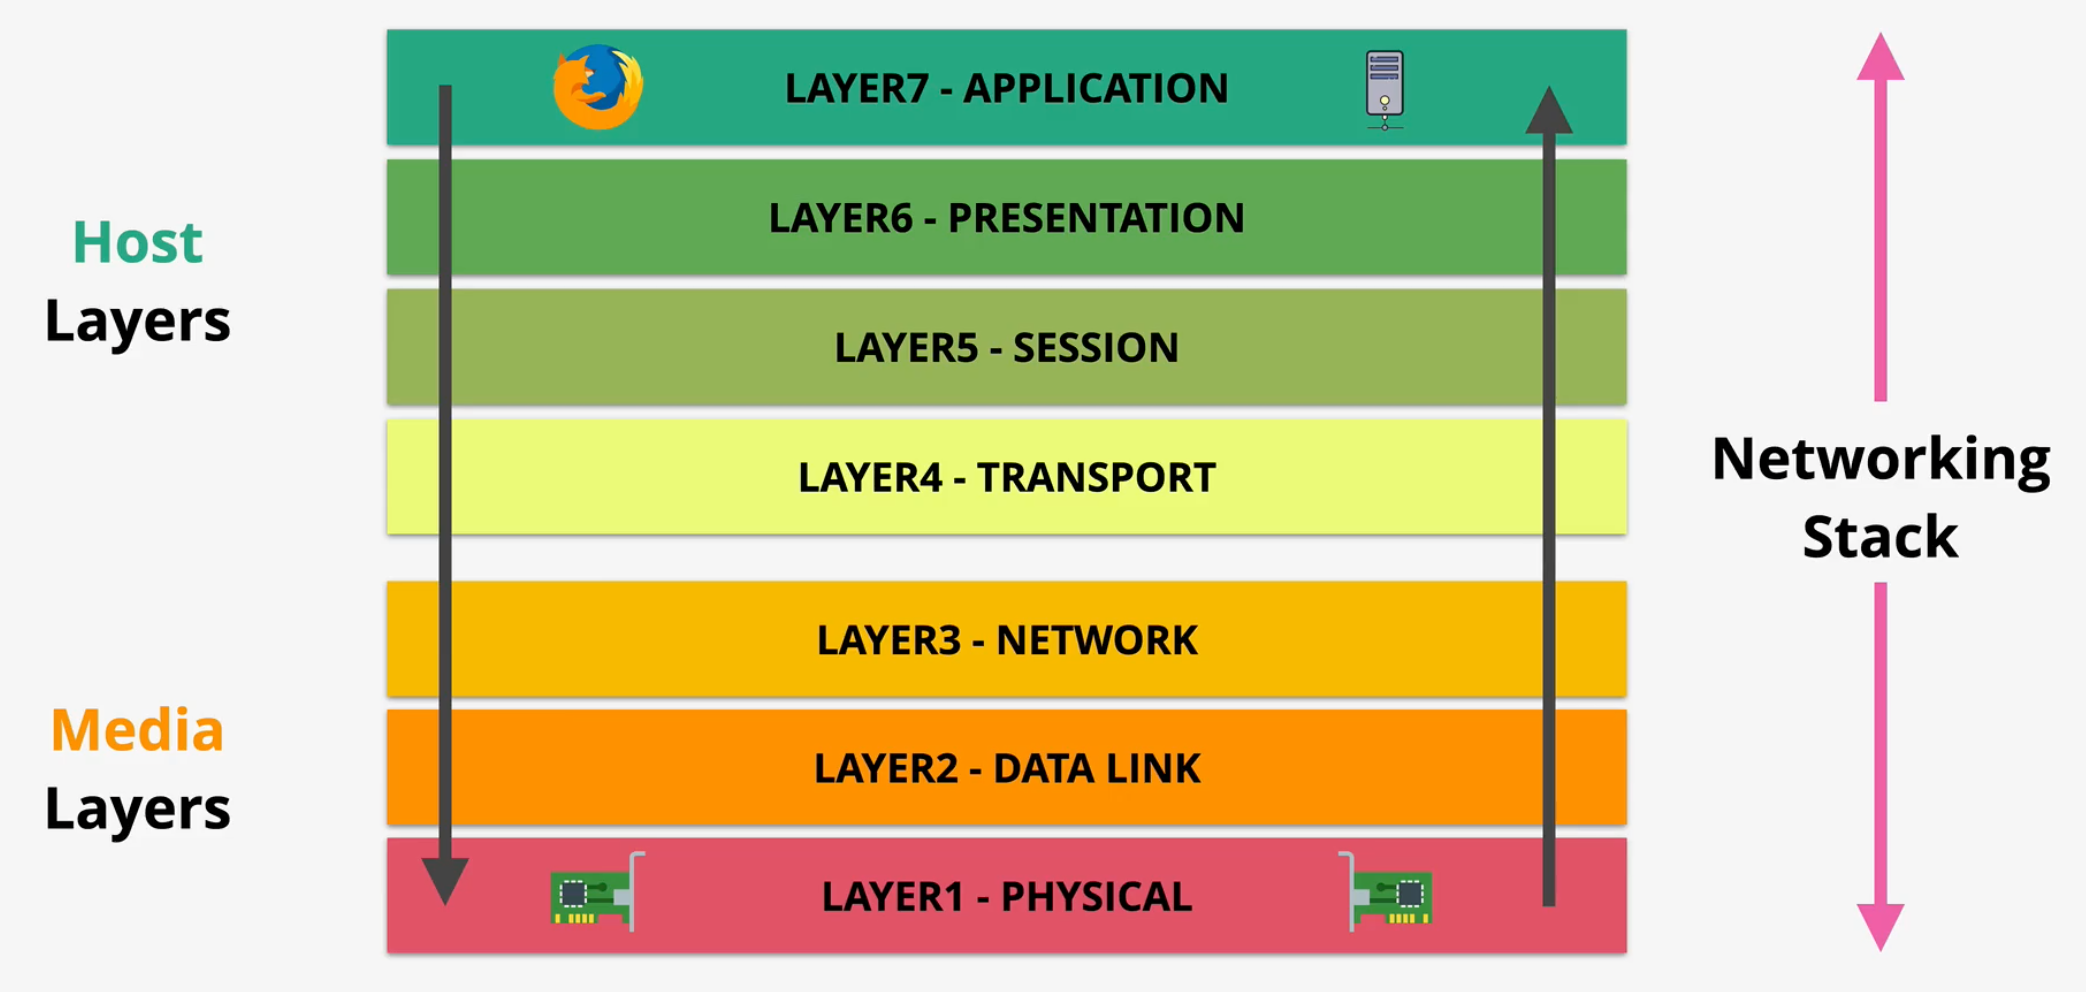 LAYER7 - APPLICATION
LAYER6 - PRESENTATION
Host
Layers
LAYER5 - SESSION
LAYER4 - TRANSPORT
Networking
Stack
LAYER3 - NETWORK
Media
Layers
LAYER2 - DATA LINK
LAYER1 - PHYSICAL